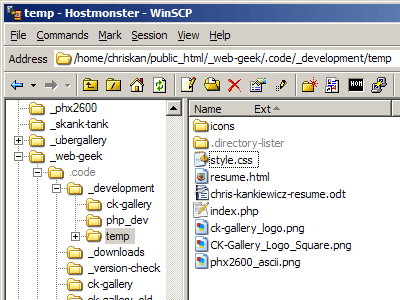 temp - Hostmonster - WinSCP
File Commands Mark Session View Help
Address /home/chriskan/public_html/_web-geek/.code/_development/temp
_phx2600
_skank-tank
_ubergallery
_web-geek
.code
_development
ck-gallery
php_dev
temp
_downloads
_version-check
ck-gallery
ck-gallery_old
Name Ext
icons
.directory-lister
style.css
resume.html
chris-kankiewicz-resume.odt
index.php
ck-gallery_logo.png
CK-Gallery_Logo_Square.png
phx2600_ascii.png